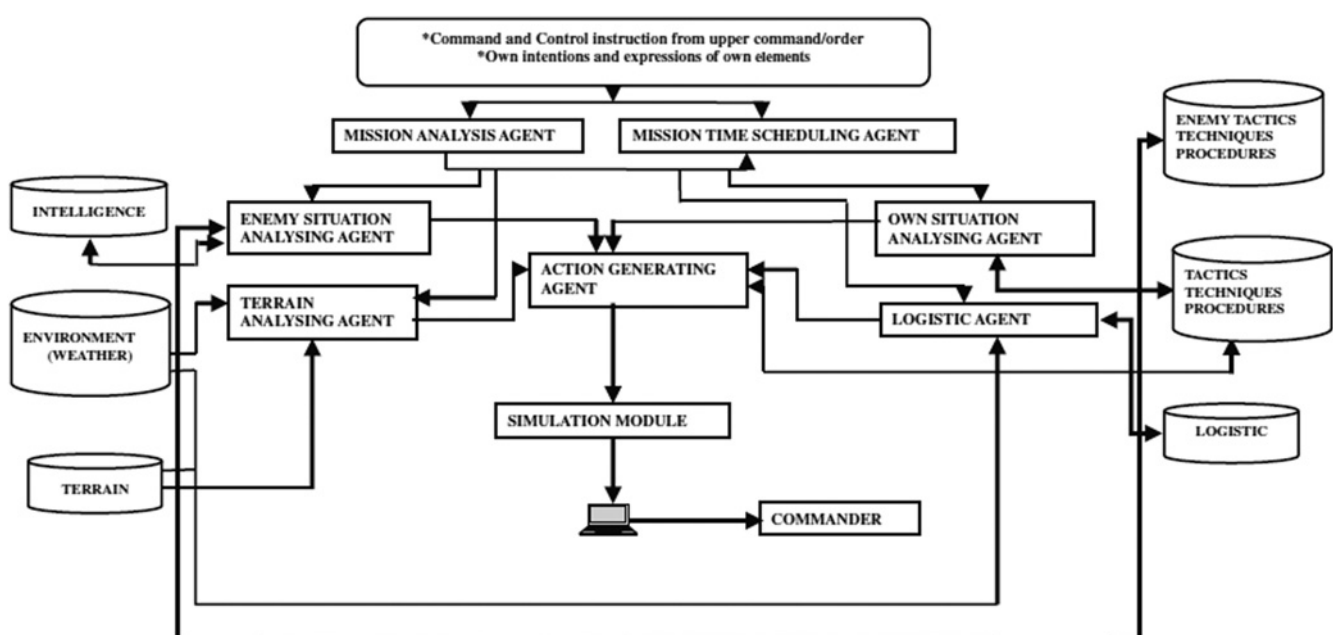 *Command and Control instruction from upper command/order
*Own intentions and expressions of own elements
MISSION ANALYSIS AGENT
MISSION TIME SCHEDULING AGENT
ENEMY TACTICS
TECHNIQUES
PROCEDURES
INTELLIGENCE
ENEMY SITUATION
ANALYSING AGENT
OWN SITUATION
ANALYSING AGENT
ACTION GENERATING
AGENT
TACTICS
TECHNIQUES
PROCEDURES
ENVIRONMENT
(WEATHER)
TERRAIN
ANALYSING AGENT
LOGISTIC AGENT
SIMULATION MODULE
LOGISTIC
TERRAIN
COMMANDER